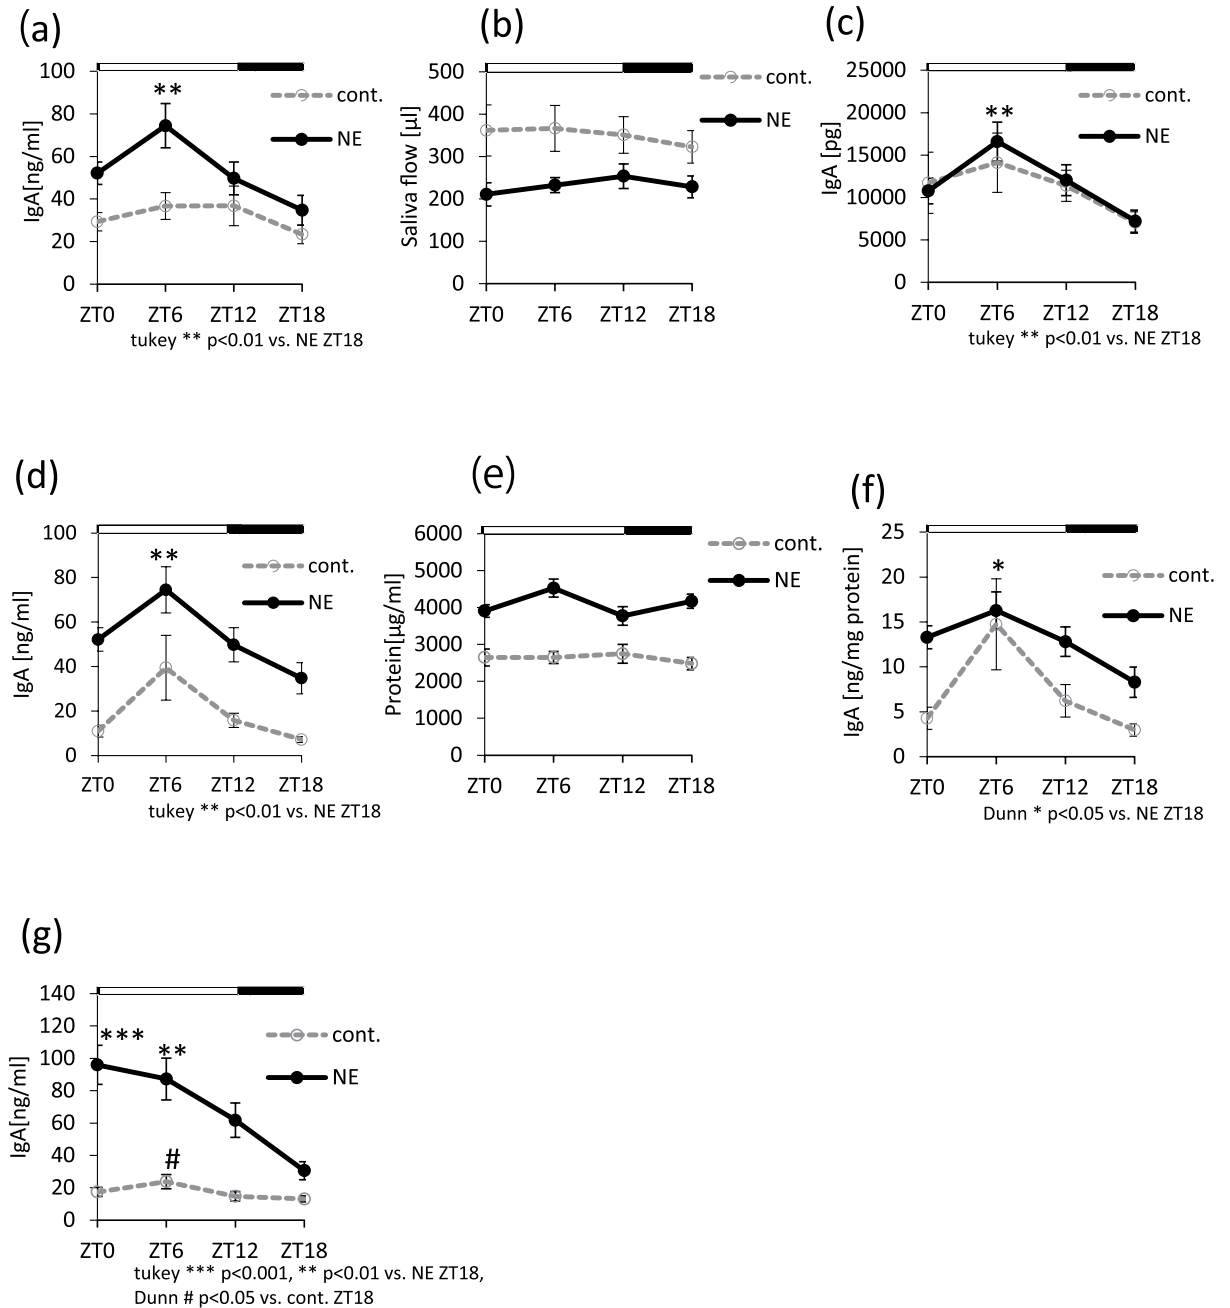 (a)
100
80
60
40
20
0
IgA[ng/ml]
**
cont.
NE
ZT0 ZT6 ZT12 ZT18
tukey ** p<0.01 vs. NE ZT18
(b)
500
400
300
200
100
0
Saliva flow [µl]
cont.
NE
ZT0 ZT6 ZT12 ZT18
(c)
25000
20000
15000
10000
5000
0
IgA [pg]
**
cont.
NE
ZT0 ZT6 ZT12 ZT18
tukey ** p<0.01 vs. NE ZT18
(d)
100
80
60
40
20
0
IgA [ng/ml]
**
cont.
NE
ZT0 ZT6 ZT12 ZT18
tukey ** p<0.01 vs. NE ZT18
(e)
6000
5000
4000
3000
2000
1000
0
Protein[µg/ml]
cont.
NE
ZT0 ZT6 ZT12 ZT18
(f)
25
20
15
10
5
0
IgA [ng/mg protein]
*
cont.
NE
ZT0 ZT6 ZT12 ZT18
Dunn * p<0.05 vs. NE ZT18
(g)
140
120
100
80
60
40
20
0
IgA[ng/ml]
***
**
#
cont.
NE
ZT0 ZT6 ZT12 ZT18
tukey *** p<0.001, ** p<0.01 vs. NE ZT18,
Dunn # p<0.05 vs. cont. ZT18